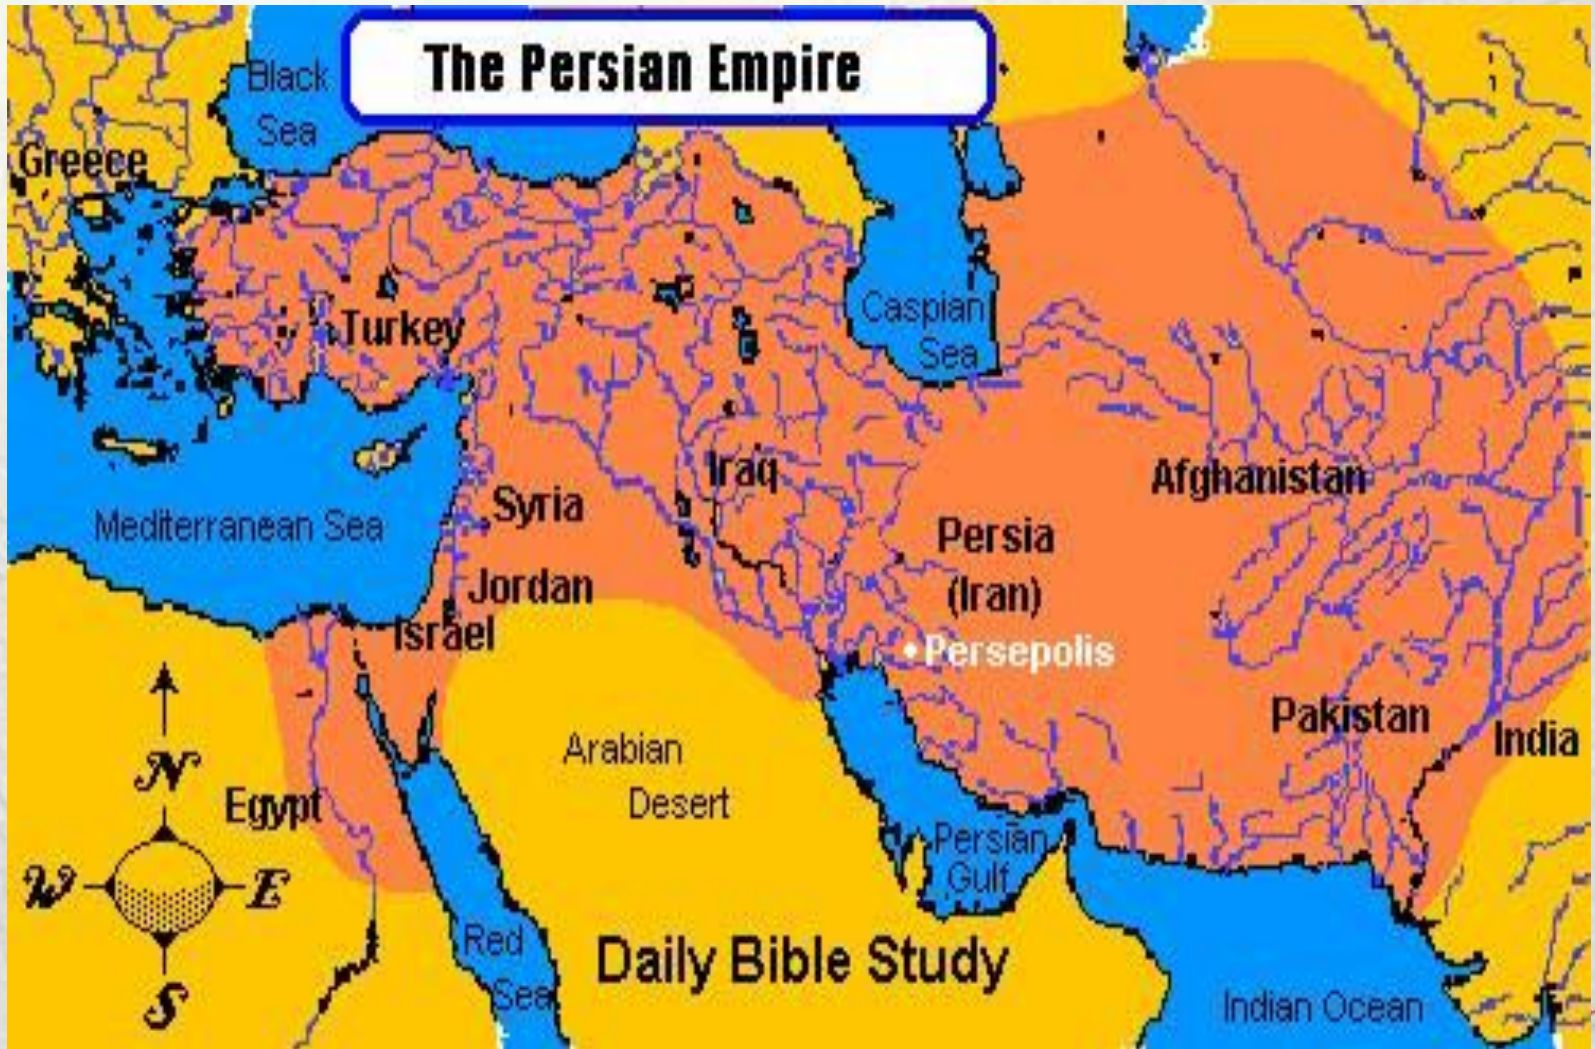 The Persian Empire
Black
Sea
Greece
Caspian
Sea
Turkey
Iraq
Afghanistan
Syria
Mediterranean Sea
Persia
(Iran)
Jordan
Israel
Persepolis
Pakistan
India
Arabian
Desert
N
Egypt
Persian
Gulf
W
E
Red
Sea
Daily Bible Study
S
Indian Ocean